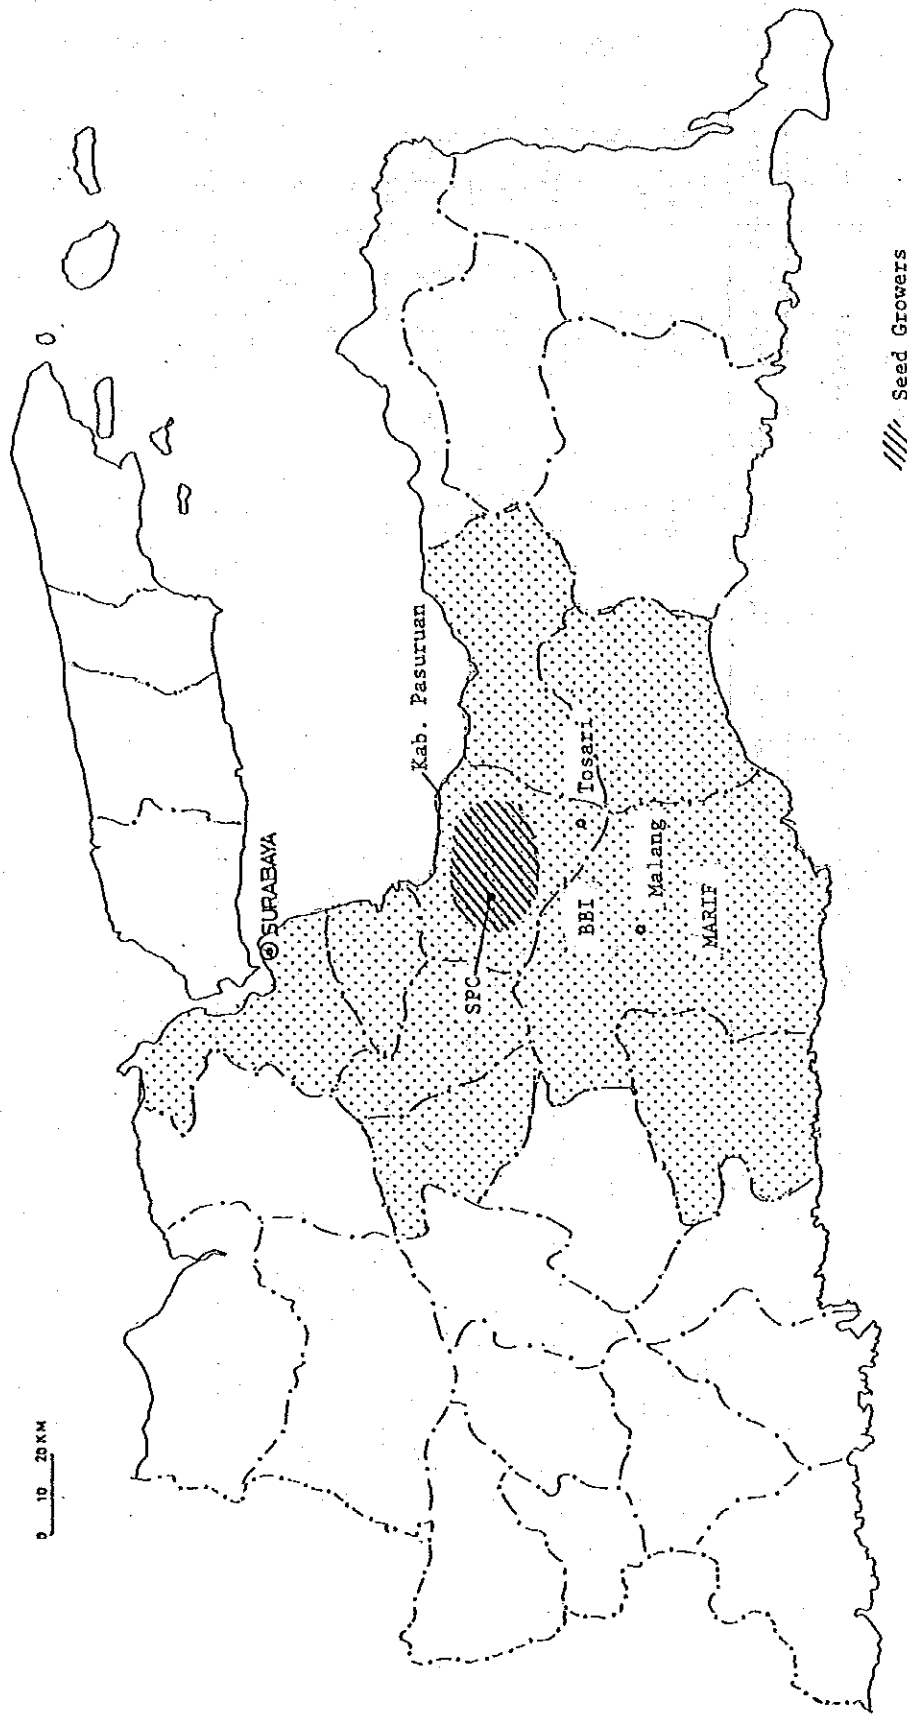 0 10 20 KM
SURABAYA
Kab. Pasuruan
SPC
BBI
Tosari
Malang
MARIF
Seed Growers